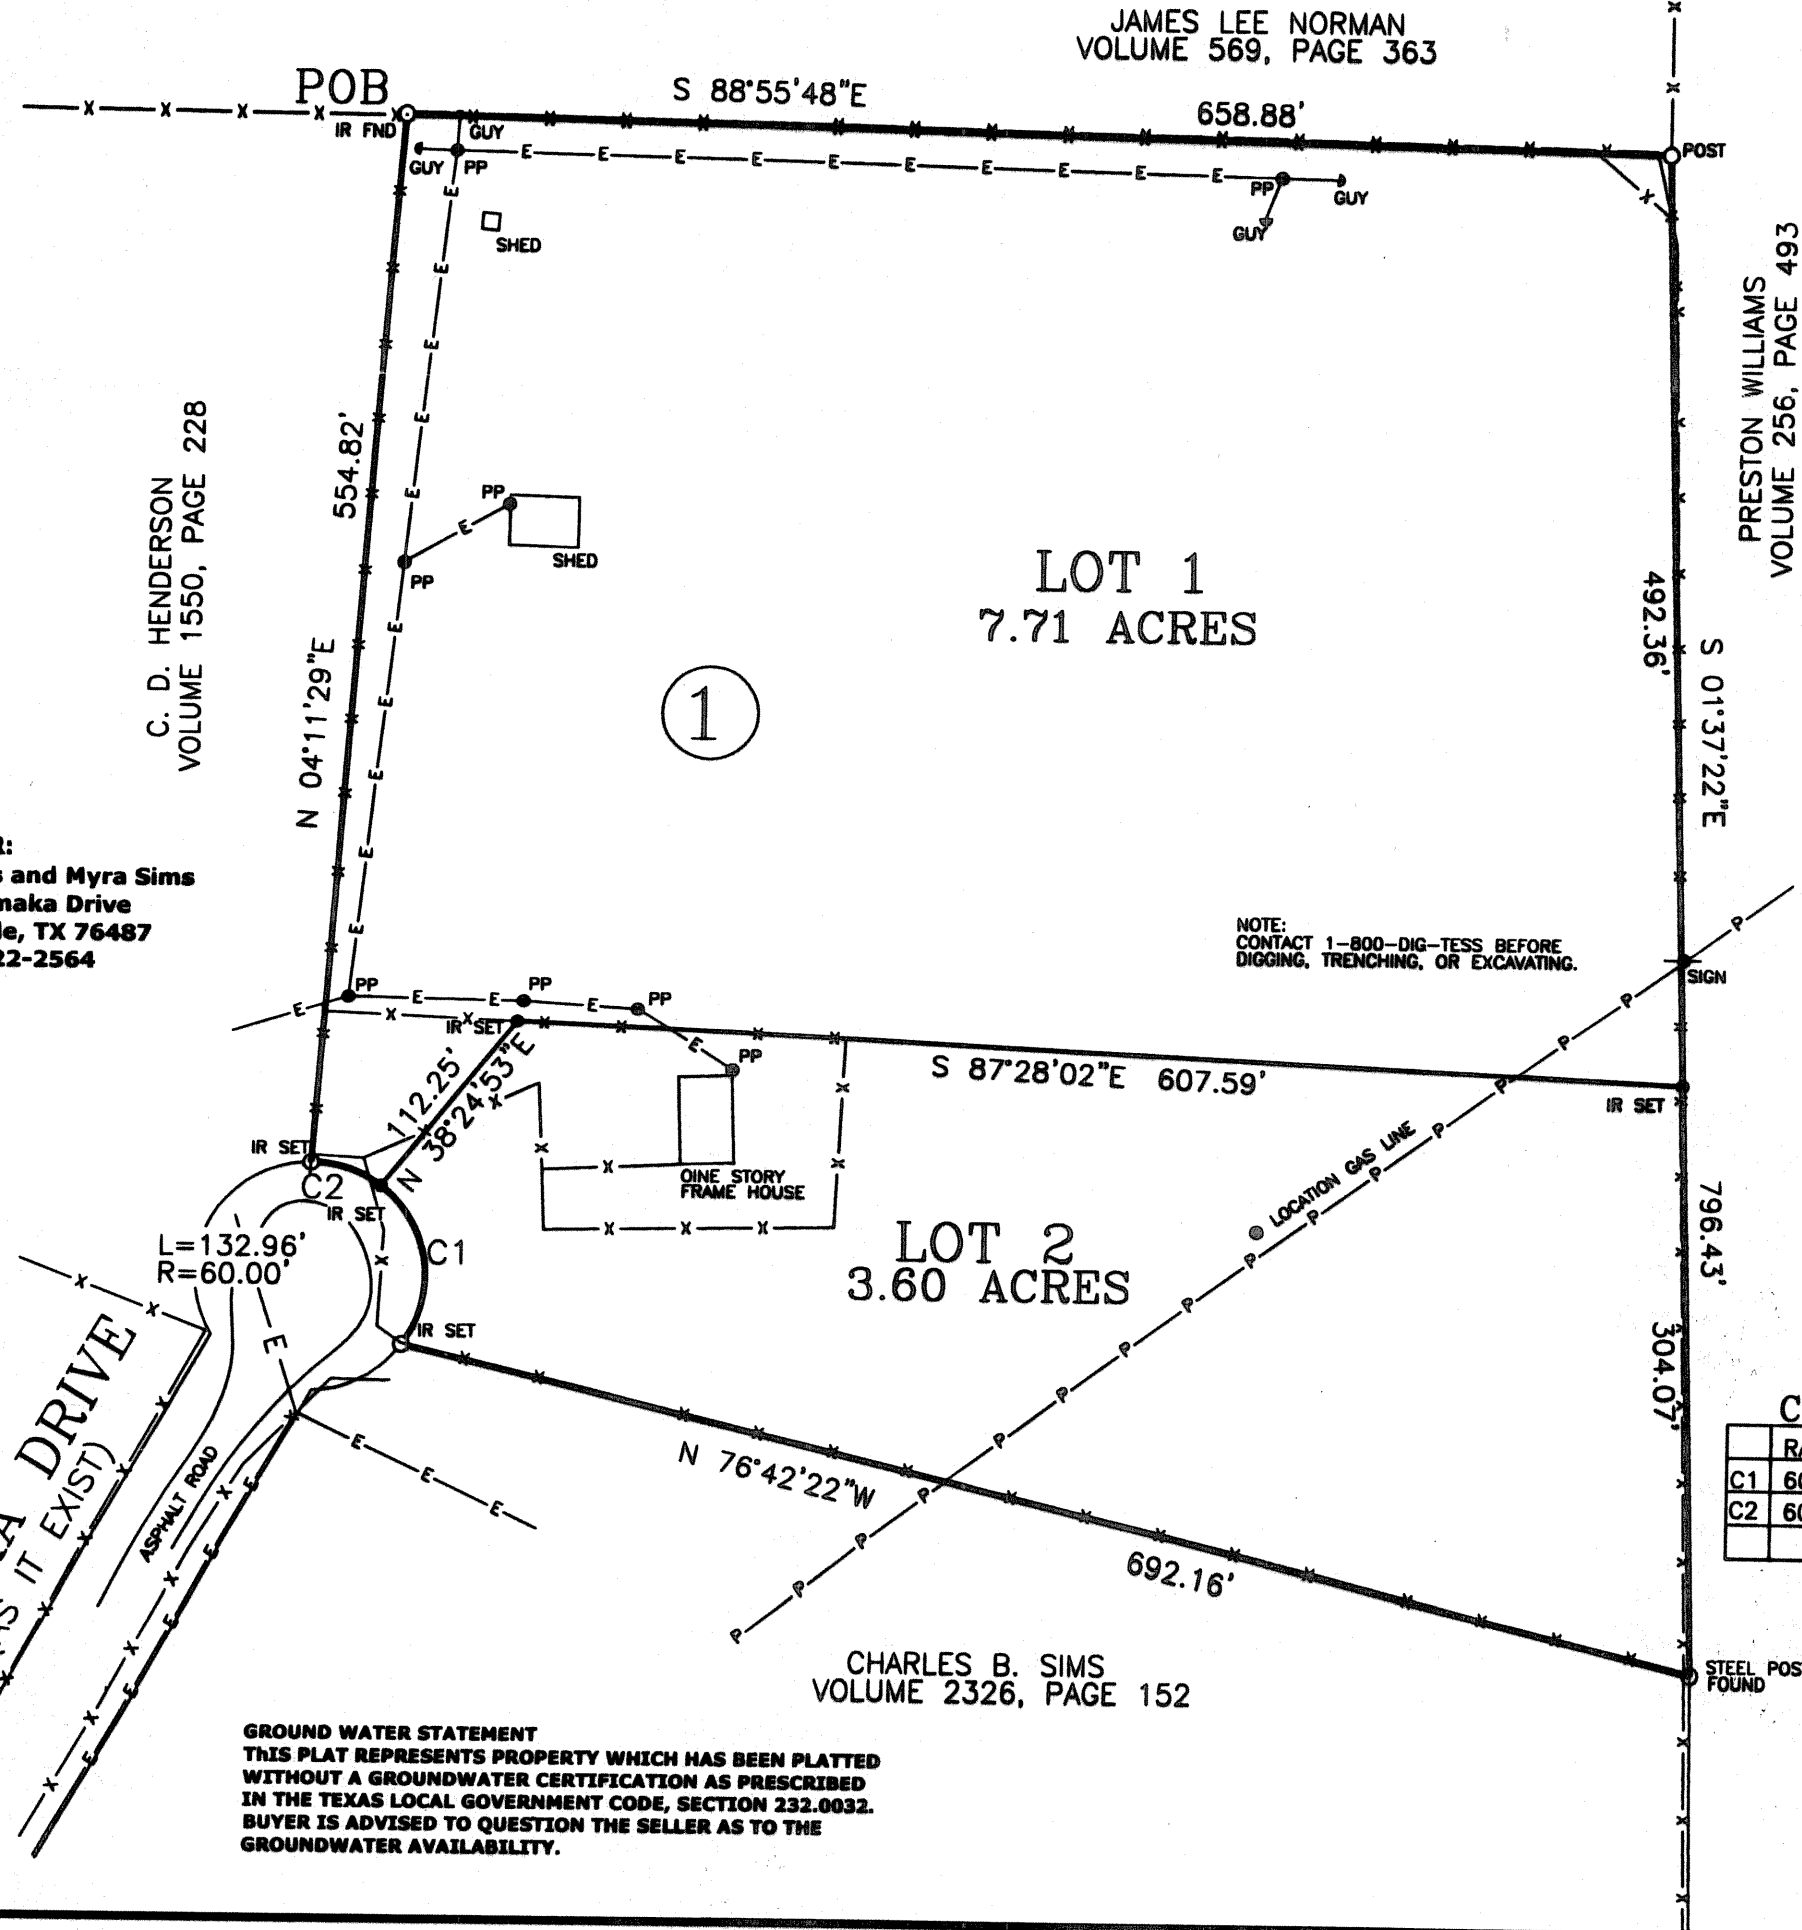 JAMES LEE NORMAN
VOLUME 569, PAGE 363
POB
IR FND
S 88°55'48"E
658.88'
POST
GUY
GUY
PP
PP
GUY
GUY
SHED
PRESTON WILLIAMS
VOLUME 256, PAGE 493
C. D. HENDERSON
VOLUME 1550, PAGE 228
554.82'
N 04°11'29"E
PP
SHED
PP
LOT 1
7.71 ACRES
1
492.36'
S 01°37'22"E
and Myra Sims
Drive
TX 76487
22-2564
NOTE:
CONTACT 1-800-DIG-TESS BEFORE
DIGGING, TRENCHING, OR EXCAVATING.
SIGN
PP
PP
PP
IR SET
PP
S 87°28'02"E 607.59'
IR SET
112.25'
N 38°24'53"E
IR SET
C2
IR SET
OINE STORY
FRAME HOUSE
LOCATION GAS LINE
L=132.96'
R=60.00'
C1
LOT 2
3.60 ACRES
796.43'
304.07'
IR SET
DRIVE
IT EXIST)
ASPHALT ROAD
N 76°42'22"W
692.16'
C1
C2
CHARLES B. SIMS
VOLUME 2326, PAGE 152
STEEL
FOUND
GROUND WATER STATEMENT
ThIS PLAT REPRESENTS PROPERTY WHICH HAS BEEN PLATTED
WITHOUT A GROUNDWATER CERTIFICATION AS PRESCRIBED
IN THE TEXAS LOCAL GOVERNMENT CODE, SECTION 232.0032.
BUYER IS ADVISED TO QUESTION THE SELLER AS TO THE
GROUNDWATER AVAILABILITY.